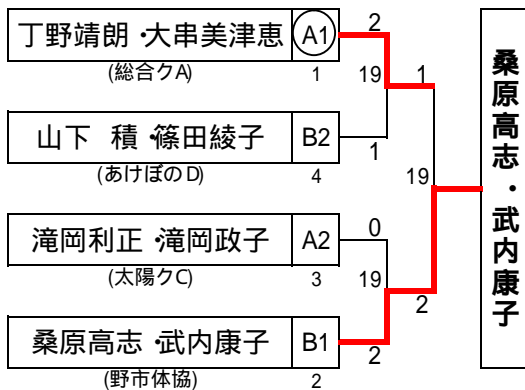 丁野靖朗・大串美津恵 A1 2
(総合クA) 1 19 1
山下 積・篠田綾子 B2 1
(あけぼのD) 4 19
滝岡利正・滝岡政子 A2 0
(太陽クC) 3 19
桑原高志・武内康子 B1 2 2
(野市体協) 2
桑原高志・武内康子